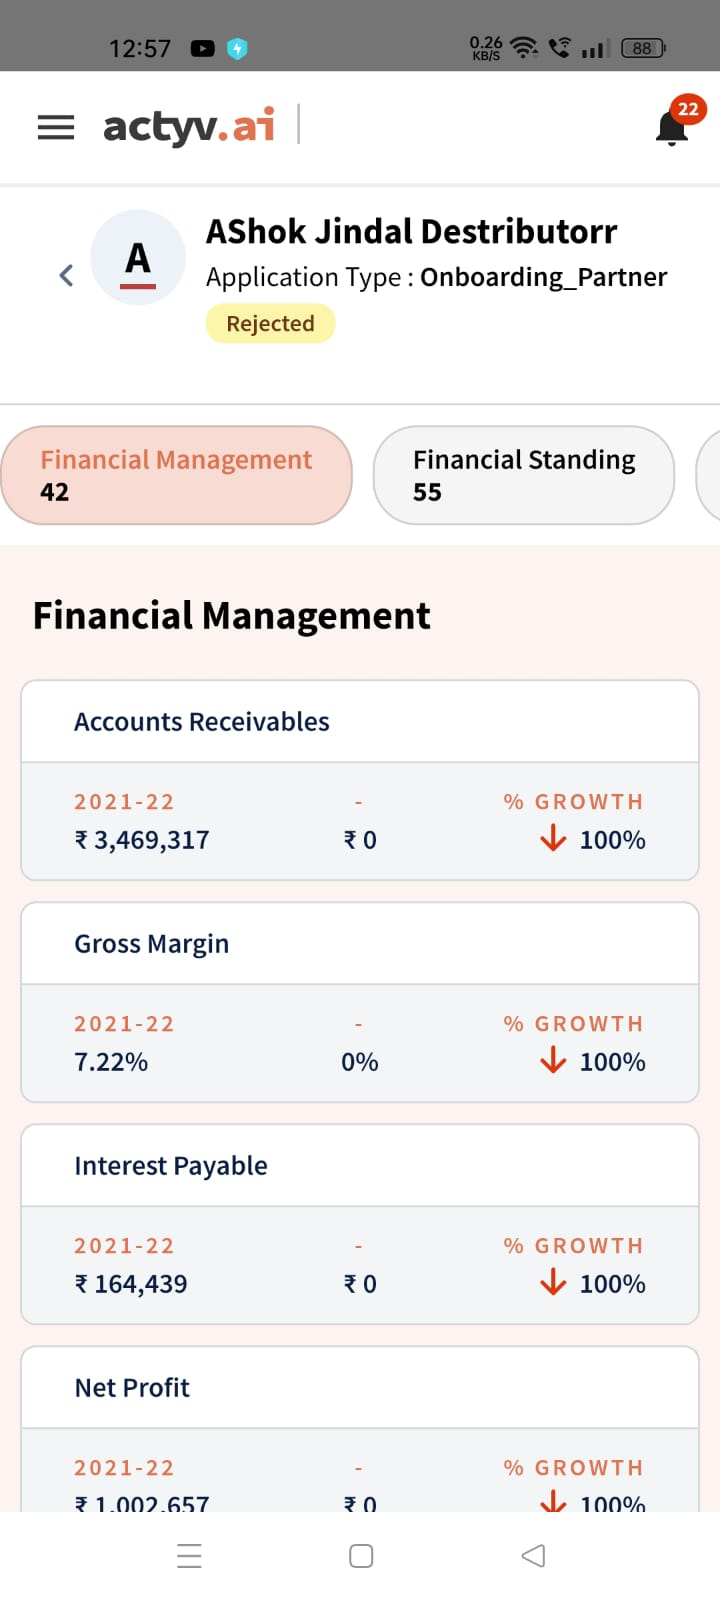 12:57
0.26
KB/S
88
actyv.ai
22
A
AShok Jindal Destributorr
Application Type : Onboarding_Partner
Rejected
Financial Management
42
Financial Standing
55
Financial Management
Accounts Receivables
2021-22 - % GROWTH
₹ 3,469,317 ₹ 0 100%
Gross Margin
2021-22 - % GROWTH
7.22% 0% 100%
Interest Payable
2021-22 - % GROWTH
₹ 164,439 ₹ 0 100%
Net Profit
2021-22 - % GROWTH
₹ 1,002,657 ₹ 0 100%